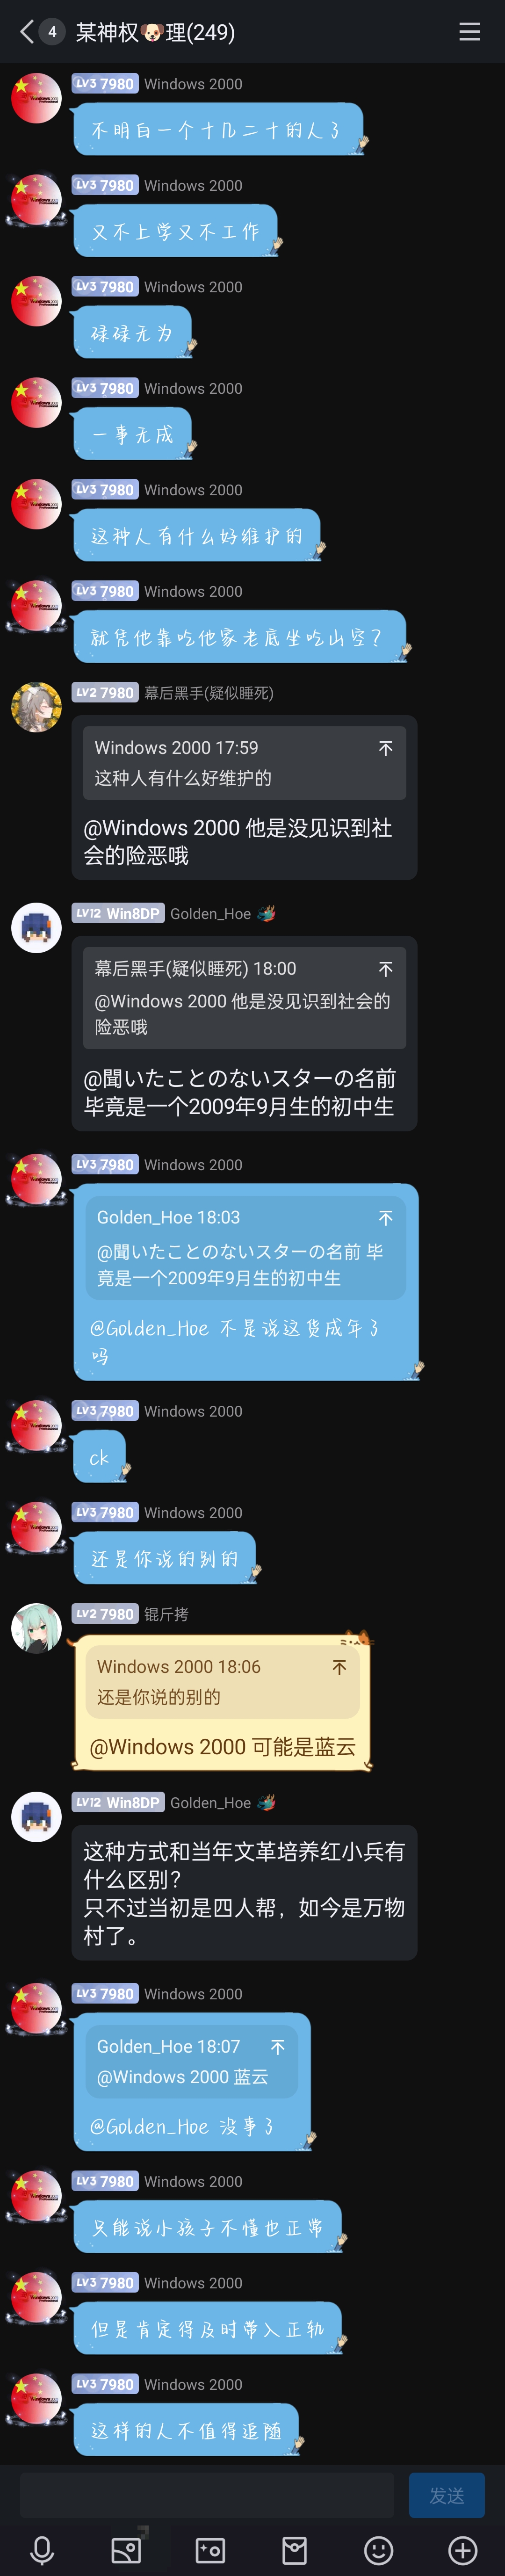 4
某神权🐶理(249)
LV3 7980 Windows 2000
不明白一个十几二十的人了
LV3 7980 Windows 2000
又不上学又不工作
LV3 7980 Windows 2000
碌碌无为
LV3 7980 Windows 2000
一事无成
LV3 7980 Windows 2000
这种人有什么好维护的
LV3 7980 Windows 2000
就凭他靠吃他家老底坐吃山空？
LV2 7980 幕后黑手(疑似睡死)
Windows 2000 17:59
这种人有什么好维护的
@Windows 2000 他是没见识到社
会的险恶哦
LV12 Win8DP Golden_Hoe
幕后黑手(疑似睡死) 18:00
@Windows 2000 他是没见识到社会的
险恶哦
@聞いたことのないスターの名前
毕竟是一个2009年9月生的初中生
LV3 7980 Windows 2000
Golden_Hoe 18:03
@聞いたことのないスターの名前 毕
竟是一个2009年9月生的初中生
@Golden_Hoe 不是说这货成年了
吗
LV3 7980 Windows 2000
ck
LV3 7980 Windows 2000
还是你说的别的
LV2 7980 锟斤拷
Windows 2000 18:06
还是你说的别的
@Windows 2000 可能是蓝云
LV12 Win8DP Golden_Hoe
这种方式和当年文革培养红小兵有
什么区别？
只不过当初是四人帮，如今是万物
村了。
LV3 7980 Windows 2000
Golden_Hoe 18:07
@Windows 2000 蓝云
@Golden_Hoe 没事了
LV3 7980 Windows 2000
只能说小孩子不懂也正常
LV3 7980 Windows 2000
但是肯定得及时带入正轨
LV3 7980 Windows 2000
这样的人不值得追随
发送